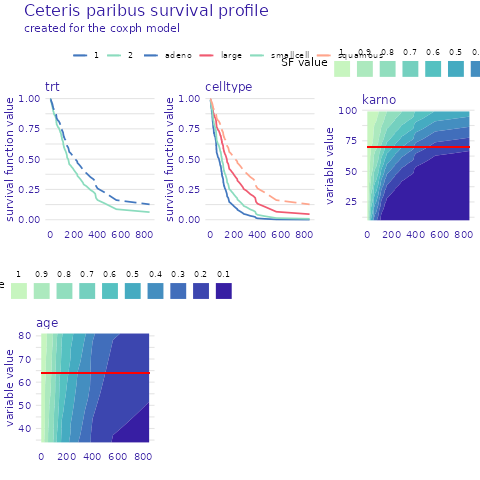 Ceteris paribus survival profile
created for the coxph model
1 2 adeno large smallcell squamous
SF value
1 0.9 0.8 0.7 0.6 0.5
trt
celltype
karno
survival function value
1.00
0.75
0.50
0.25
0.00
0 200 400 600 800
survival function value
1.00
0.75
0.50
0.25
0.00
0 200 400 600 800
variable value
100
75
50
25
0 200 400 600 800
1 0.9 0.8 0.7 0.6 0.5 0.4 0.3 0.2 0.1
age
variable value
80
70
60
50
40
0 200 400 600 800